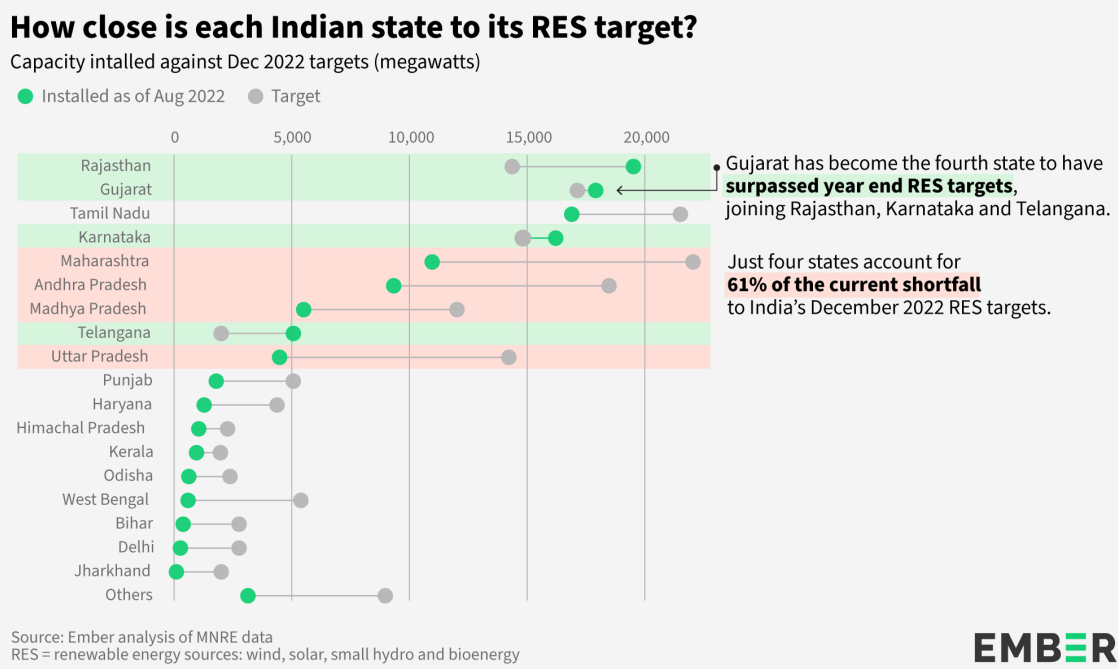 How close is each Indian state to its RES target?
Capacity intalled against Dec 2022 targets (megawatts)
Installed as of Aug 2022 Target
0 5,000 10,000 15,000 20,000
Rajasthan
Gujarat
Tamil Nadu
Karnataka
Maharashtra
Andhra Pradesh
Madhya Pradesh
Telangana
Uttar Pradesh
Punjab
Haryana
Himachal Pradesh
Kerala
Odisha
West Bengal
Bihar
Delhi
Jharkhand
Others
Gujarat has become the fourth state to have
surpassed year end RES targets,
joining Rajasthan, Karnataka and Telangana.
Just four states account for
61% of the current shortfall
to India’s December 2022 RES targets.
Source: Ember analysis of MNRE data
RES = renewable energy sources: wind, solar, small hydro and bioenergy
EMBER